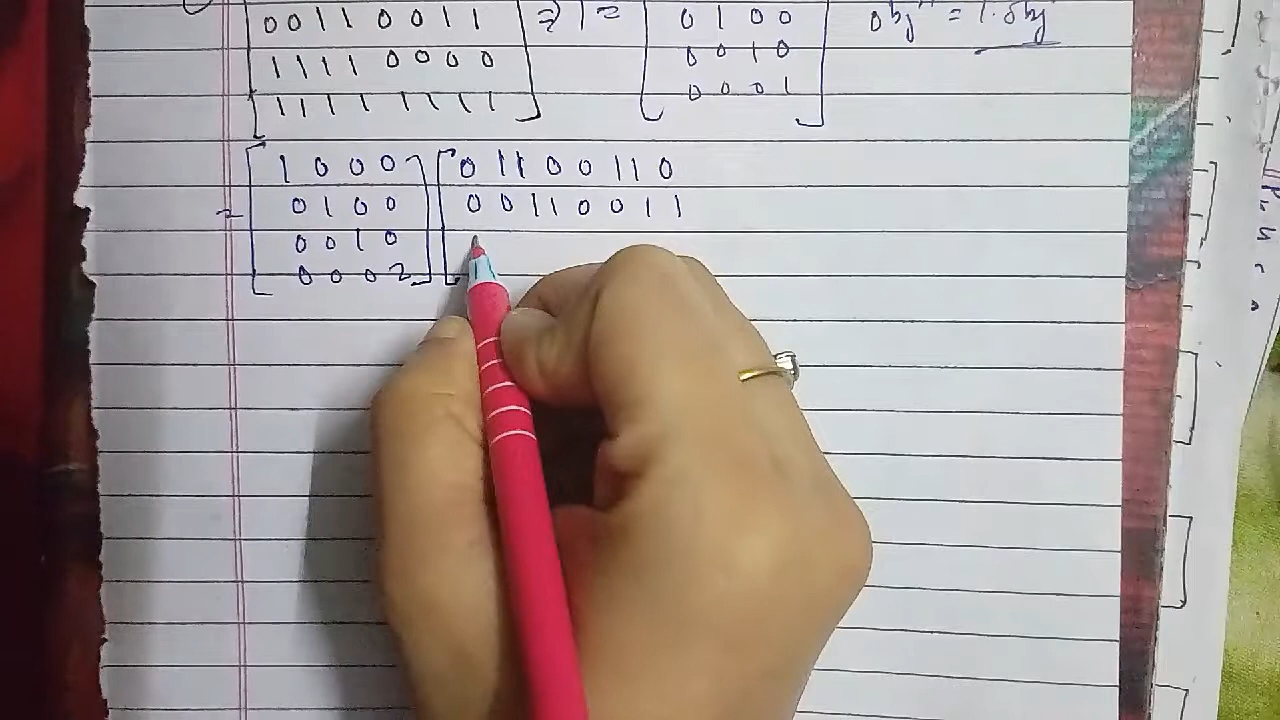 0 0 1 1 0 0 1 1 ⇒ 1 = 0 1 0 0 obj" = T.obj
1 1 1 1 0 0 0 0 0 0 1 0
1 1 1 1 1 1 1 1 0 0 0 1
1 0 0 0 0 1 1 0 0 1 1 0
= 0 1 0 0 0 0 1 1 0 0 1 1
0 0 1 0
0 0 0 2